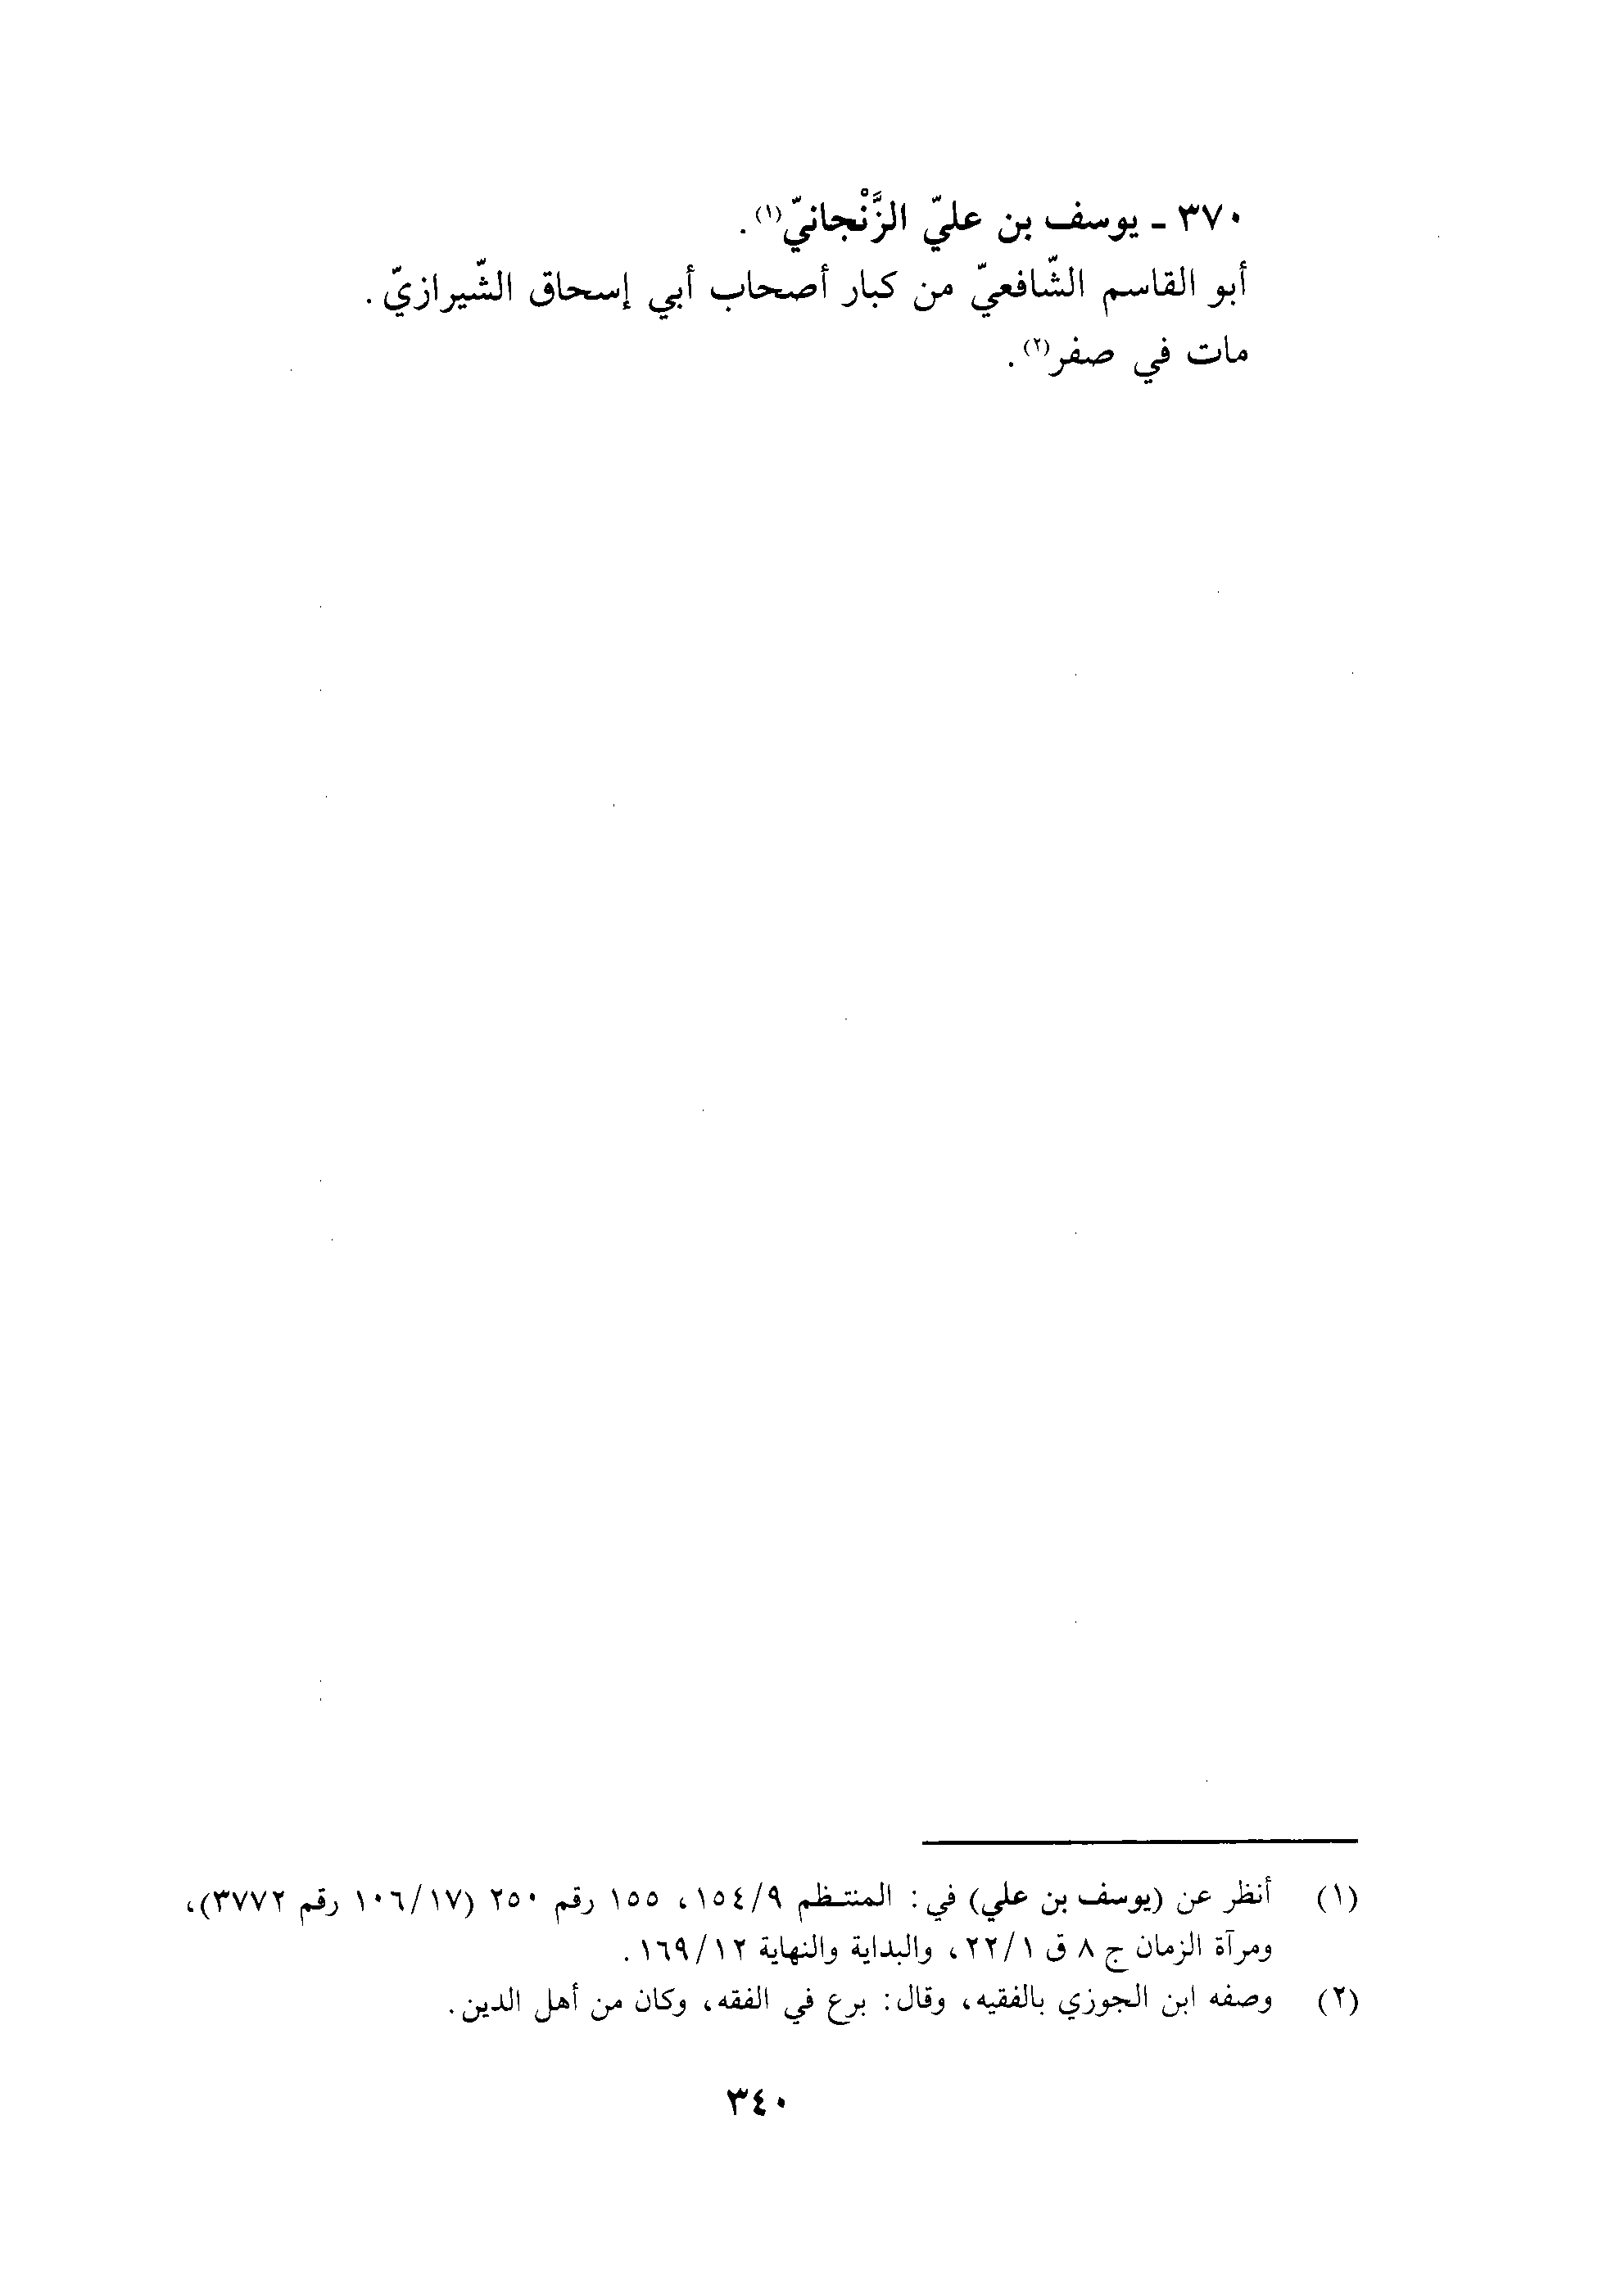 ٣٧٠ ـ يوسف بن عليّ الزَّنْجانيّ(١).
أبو القاسم الشّافعيّ من كبار أصحاب أبي إسحاق الشّيرازيّ.
مات في صفر(٢).
(١) أنظر عن (يوسف بن علي) في: المنتظم ١٥٤/٩، ١٥٥ رقم ٢٥٠ (١٠٦/١٧ رقم ٣٧٧٢)،
ومرآة الزمان ج ٨ ق ٢٢/١، والبداية والنهاية ١٦٩/١٢.
(٢) وصفه ابن الجوزي بالفقيه، وقال: برع في الفقه، وكان من أهل الدين.
٣٤٠